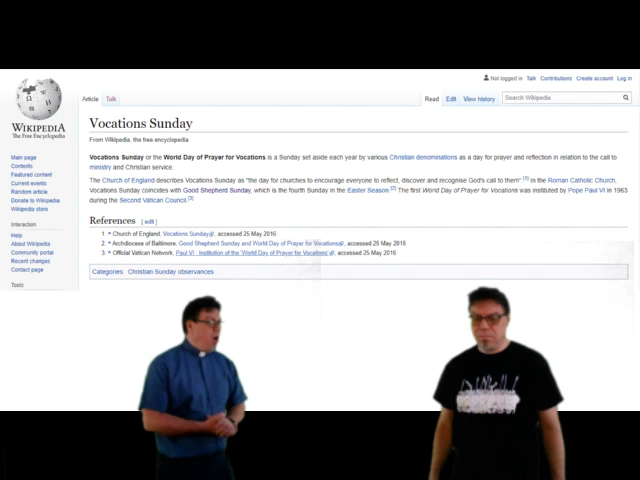 Not logged in Talk Contributions Create account Log in
Article Talk Read Edit View history Search Wikipedia
WIKIPEDIA
The Free Encyclopedia
Vocations Sunday
From Wikipedia, the free encyclopedia
Vocations Sunday or the World Day of Prayer for Vocations is a Sunday set aside each year by various Christian denominations as a day for prayer and reflection in relation to the call to
ministry and Christian service.
The Church of England describes Vocations Sunday as "the day for churches to encourage everyone to reflect, discover and recognise God's call to them".[1] In the Roman Catholic Church,
Vocations Sunday coincides with Good Shepherd Sunday, which is the fourth Sunday in the Easter Season.[2] The first World Day of Prayer for Vocations was instituted by Pope Paul VI in 1963
during the Second Vatican Council.[3]
References [ edit ]
1. ^ Church of England. Vocations Sunday, accessed 25 May 2016
2. ^ Archdiocese of Baltimore. Good Shepherd Sunday and World Day of Prayer for Vocations, accessed 25 May 2016
3. ^ Official Vatican Network. Paul VI : Institution of the 'World Day of Prayer for Vocations', accessed 25 May 2016
Categories: Christian Sunday observances
Main page
Contents
Featured content
Current events
Random article
Donate to Wikipedia
Wikipedia store
Interaction
Help
About Wikipedia
Community portal
Recent changes
Contact page
Tools